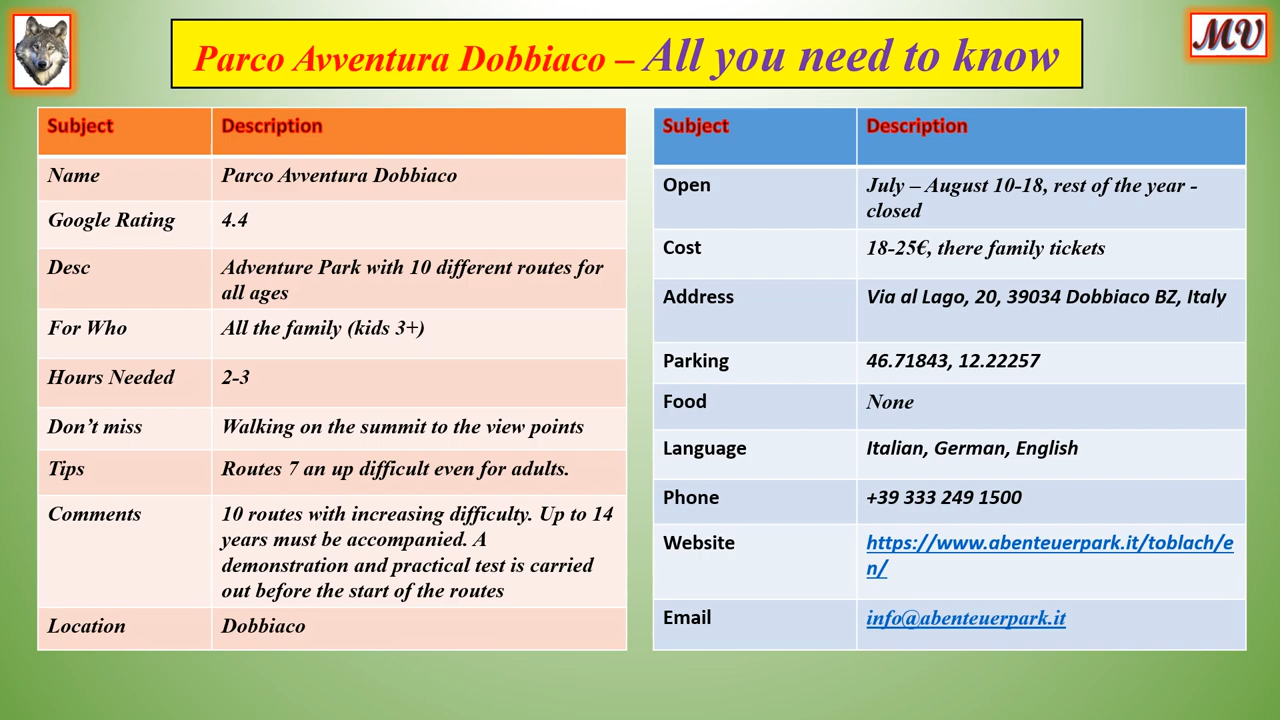 MV
Parco Avventura Dobbiaco – All you need to know
Subject Description
Name Parco Avventura Dobbiaco
Google Rating 4.4
Desc Adventure Park with 10 different routes for
all ages
For Who All the family (kids 3+)
Hours Needed 2-3
Don’t miss Walking on the summit to the view points
Tips Routes 7 an up difficult even for adults.
Comments 10 routes with increasing difficulty. Up to 14
years must be accompanied. A
demonstration and practical test is carried
out before the start of the routes
Location Dobbiaco
Subject Description
Open July – August 10-18, rest of the year -
closed
Cost 18-25€, there family tickets
Address Via al Lago, 20, 39034 Dobbiaco BZ, Italy
Parking 46.71843, 12.22257
Food None
Language Italian, German, English
Phone +39 333 249 1500
Website https://www.abenteuerpark.it/toblach/e
n/
Email info@abenteuerpark.it